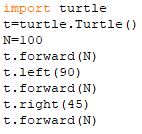 import turtle
t=turtle.Turtle()
N=100
t.forward(N)
t.left(90)
t.forward(N)
t.right(45)
t.forward(N)